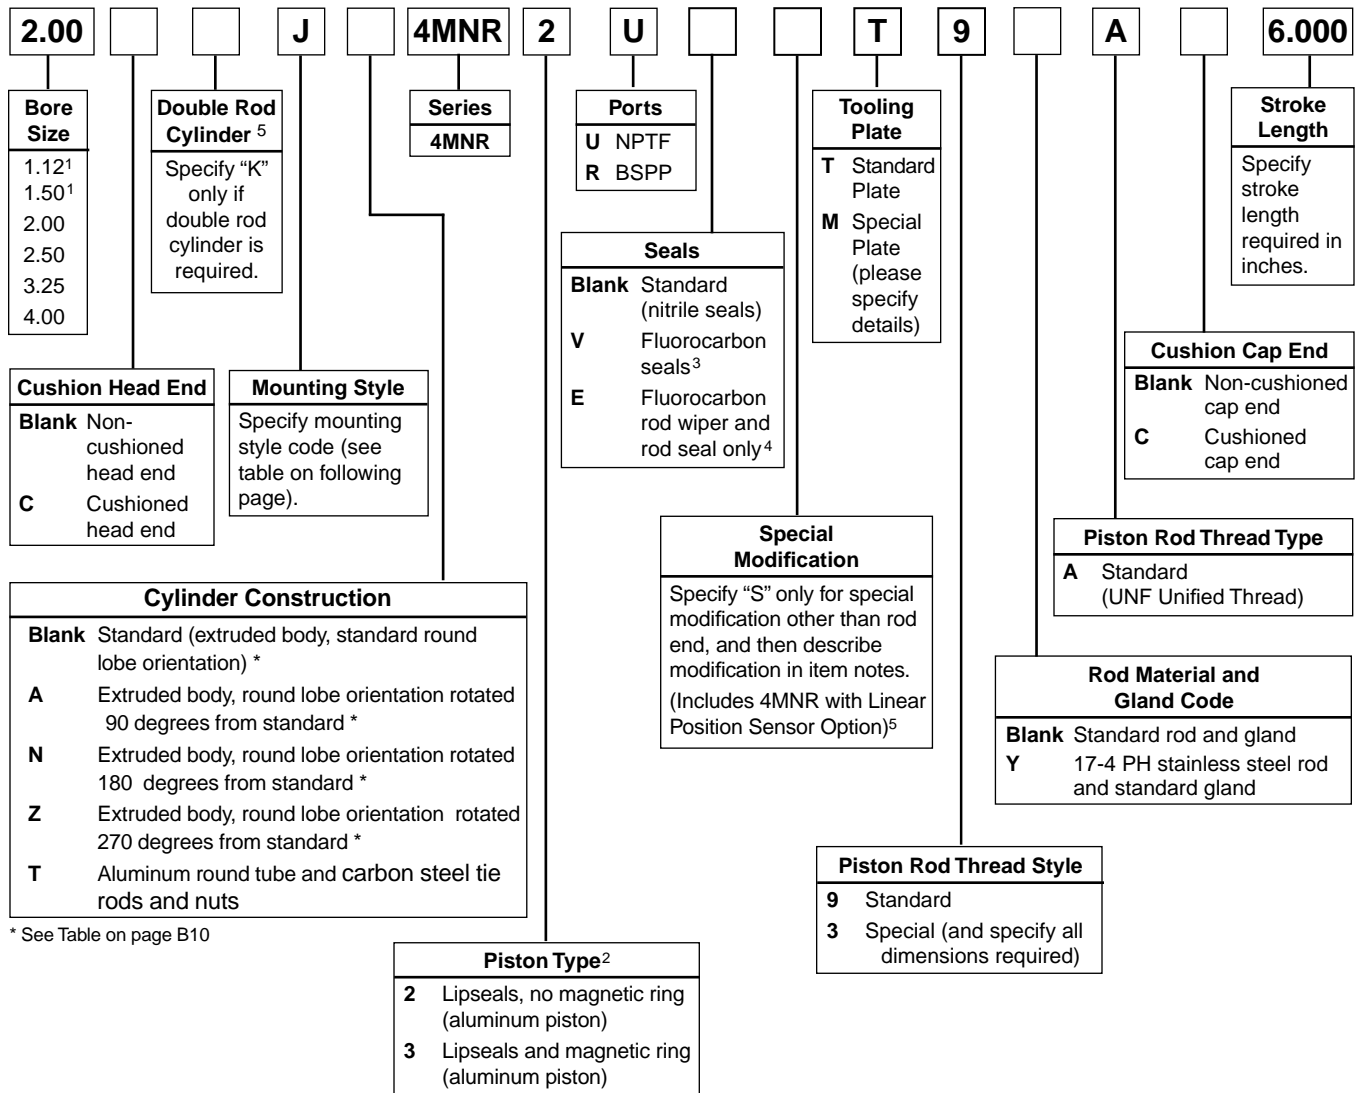 2.00 J 4MNR 2 U T 9 A 6.000
Bore
Size
1.12¹
1.50¹
2.00
2.50
3.25
4.00
Double Rod
Cylinder ⁵
Specify “K”
only if
double rod
cylinder is
required.
Series
4MNR
Ports
U NPTF
R BSPP
Tooling
Plate
T Standard
Plate
M Special
Plate
(please
specify
details)
Stroke
Length
Specify
stroke
length
required in
inches.
Seals
Blank Standard
(nitrile seals)
V Fluorocarbon
seals³
E Fluorocarbon
rod wiper and
rod seal only⁴
Cushion Cap End
Blank Non-cushioned
cap end
C Cushioned
cap end
Cushion Head End
Blank Non-
cushioned
head end
C Cushioned
head end
Mounting Style
Specify mounting
style code (see
table on following
page).
Special
Modification
Specify “S” only for special
modification other than rod
end, and then describe
modification in item notes.
(Includes 4MNR with Linear
Position Sensor Option)⁵
Piston Rod Thread Type
A Standard
(UNF Unified Thread)
Cylinder Construction
Blank Standard (extruded body, standard round
lobe orientation) *
A Extruded body, round lobe orientation rotated
90 degrees from standard *
N Extruded body, round lobe orientation rotated
180 degrees from standard *
Z Extruded body, round lobe orientation rotated
270 degrees from standard *
T Aluminum round tube and carbon steel tie
rods and nuts
* See Table on page B10
Rod Material and
Gland Code
Blank Standard rod and gland
Y 17-4 PH stainless steel rod
and standard gland
Piston Rod Thread Style
9 Standard
3 Special (and specify all
dimensions required)
Piston Type²
2 Lipseals, no magnetic ring
(aluminum piston)
3 Lipseals and magnetic ring
(aluminum piston)